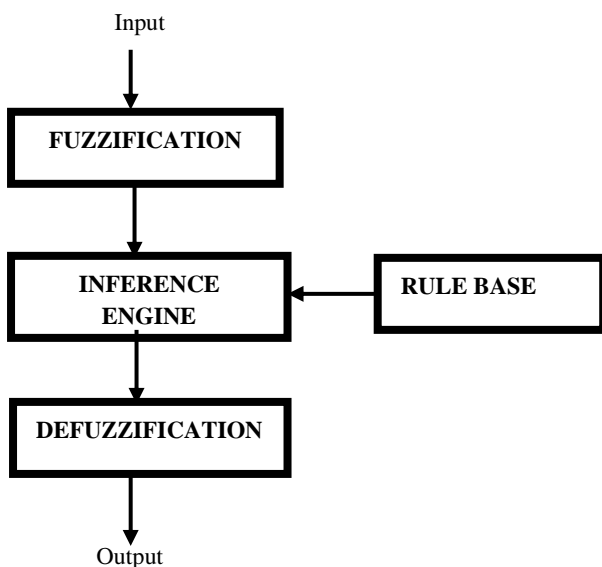 Input
FUZZIFICATION
INFERENCE
ENGINE
RULE BASE
DEFUZZIFICATION
Output